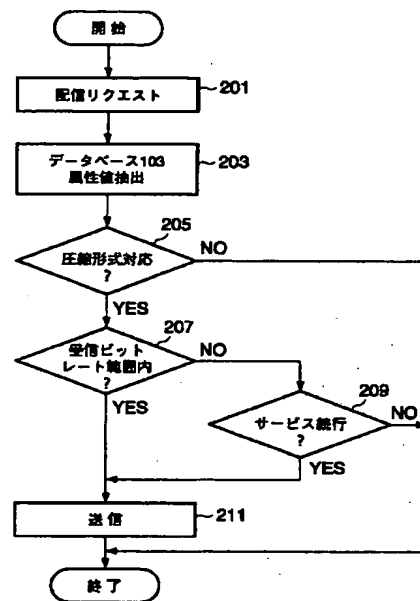 開始
配信リクエスト
201
データベース103
属性値抽出
203
205
圧縮形式対応
?
NO
YES
207
受信ビット
レート範囲内
?
NO
YES
209
サービス続行
?
NO
YES
送信
211
終了